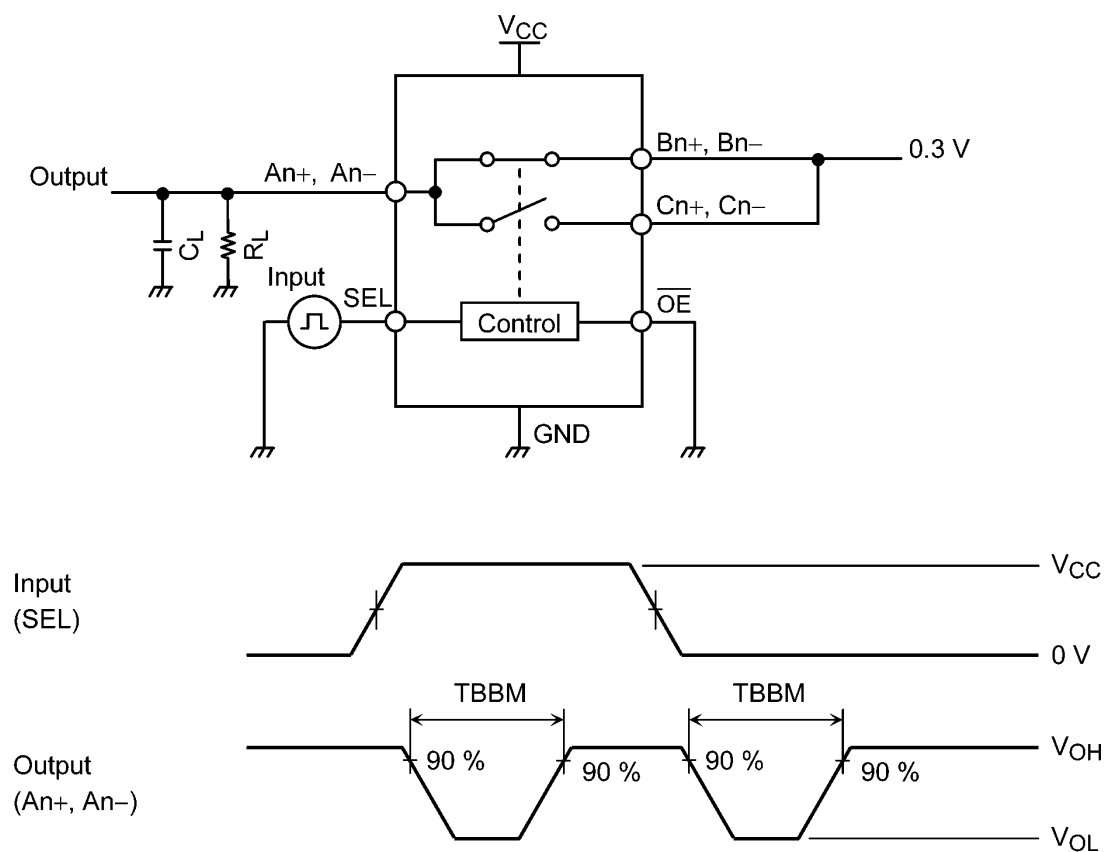 VCC
Output
An+, An−
Bn+, Bn−
0.3 V
Cn+, Cn−
CL
RL
Input
SEL
Control
OE
GND
Input
(SEL)
VCC
0 V
TBBM
TBBM
Output
(An+, An−)
90 %
90 %
90 %
90 %
VOH
VOL